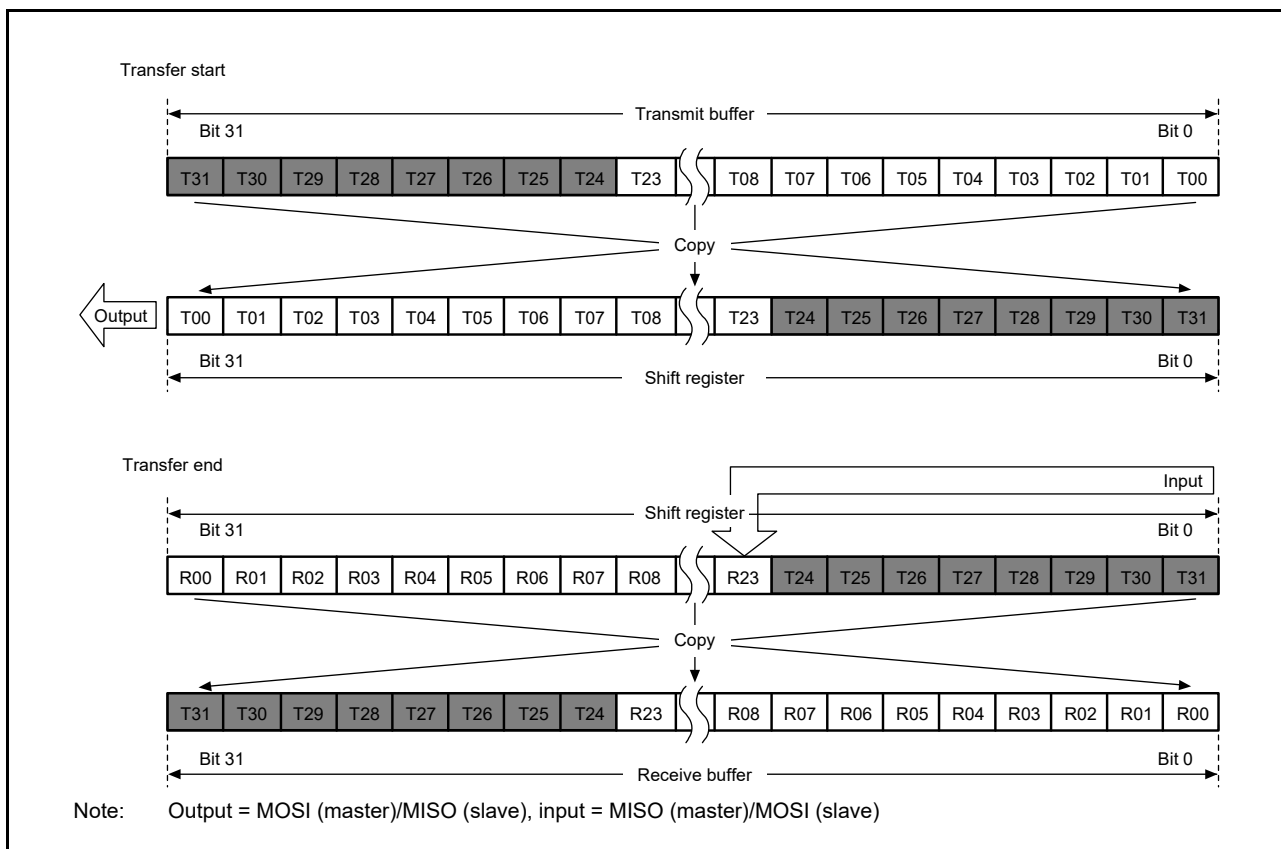 Transfer start
Transmit buffer
Bit 31 Bit 0
T31 T30 T29 T28 T27 T26 T25 T24 T23 T08 T07 T06 T05 T04 T03 T02 T01 T00
Copy
Output T00 T01 T02 T03 T04 T05 T06 T07 T08 T23 T24 T25 T26 T27 T28 T29 T30 T31
Bit 31 Bit 0
Shift register
Transfer end
Input
Shift register
Bit 31 Bit 0
R00 R01 R02 R03 R04 R05 R06 R07 R08 R23 T24 T25 T26 T27 T28 T29 T30 T31
Copy
T31 T30 T29 T28 T27 T26 T25 T24 R23 R08 R07 R06 R05 R04 R03 R02 R01 R00
Bit 31 Bit 0
Receive buffer
Note: Output = MOSI (master)/MISO (slave), input = MISO (master)/MOSI (slave)